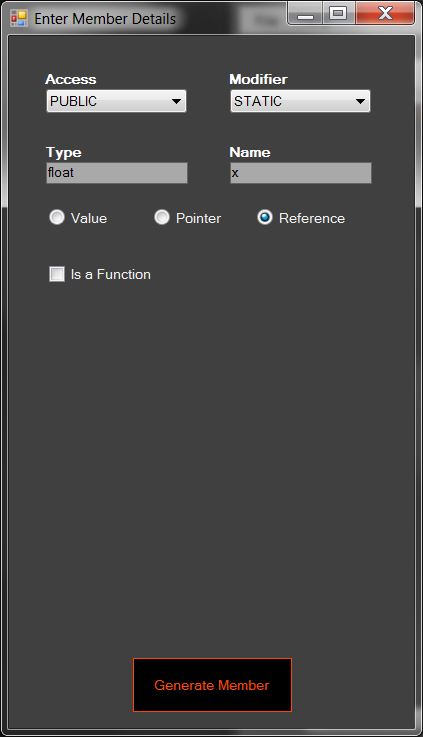 Enter Member Details
Access Modifier
PUBLIC STATIC
Type Name
float x
Value Pointer Reference
Is a Function
Generate Member